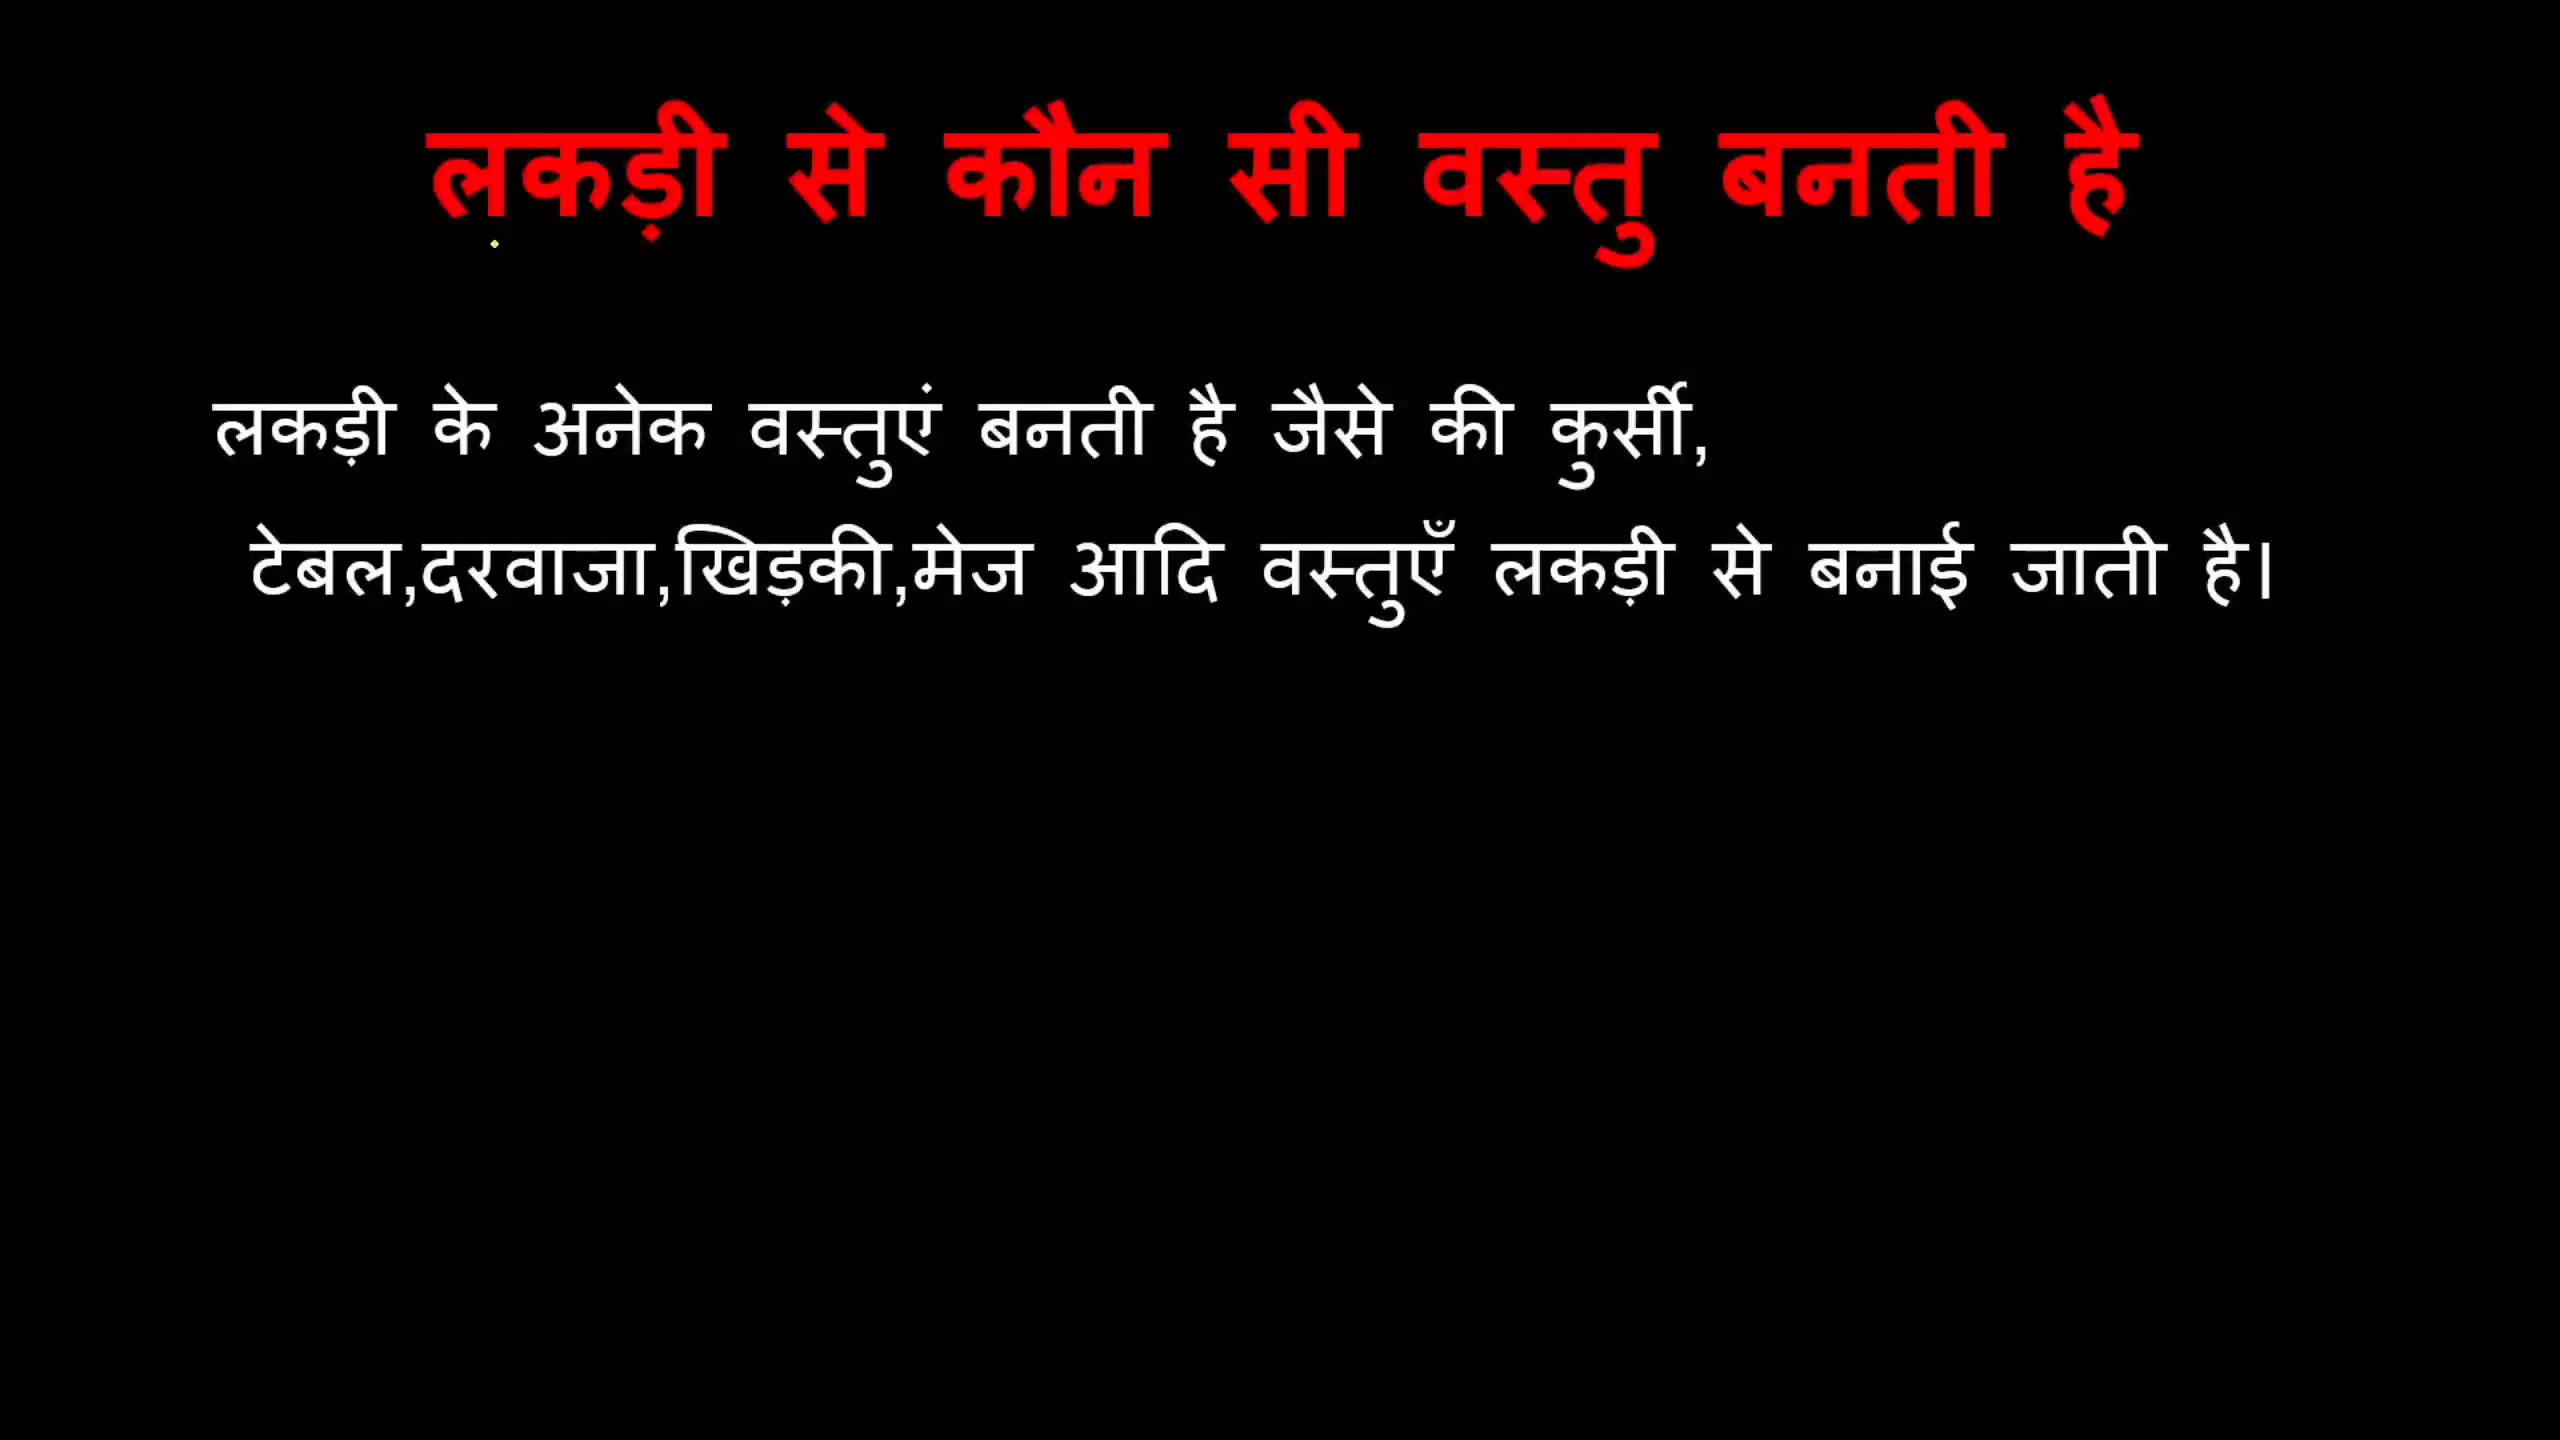 लकड़ी से कौन सी वस्तु बनती है
लकड़ी के अनेक वस्तुएं बनती है जैसे की कुर्सी,
टेबल,दरवाजा,खिड़की,मेज आदि वस्तुएँ लकड़ी से बनाई जाती है।